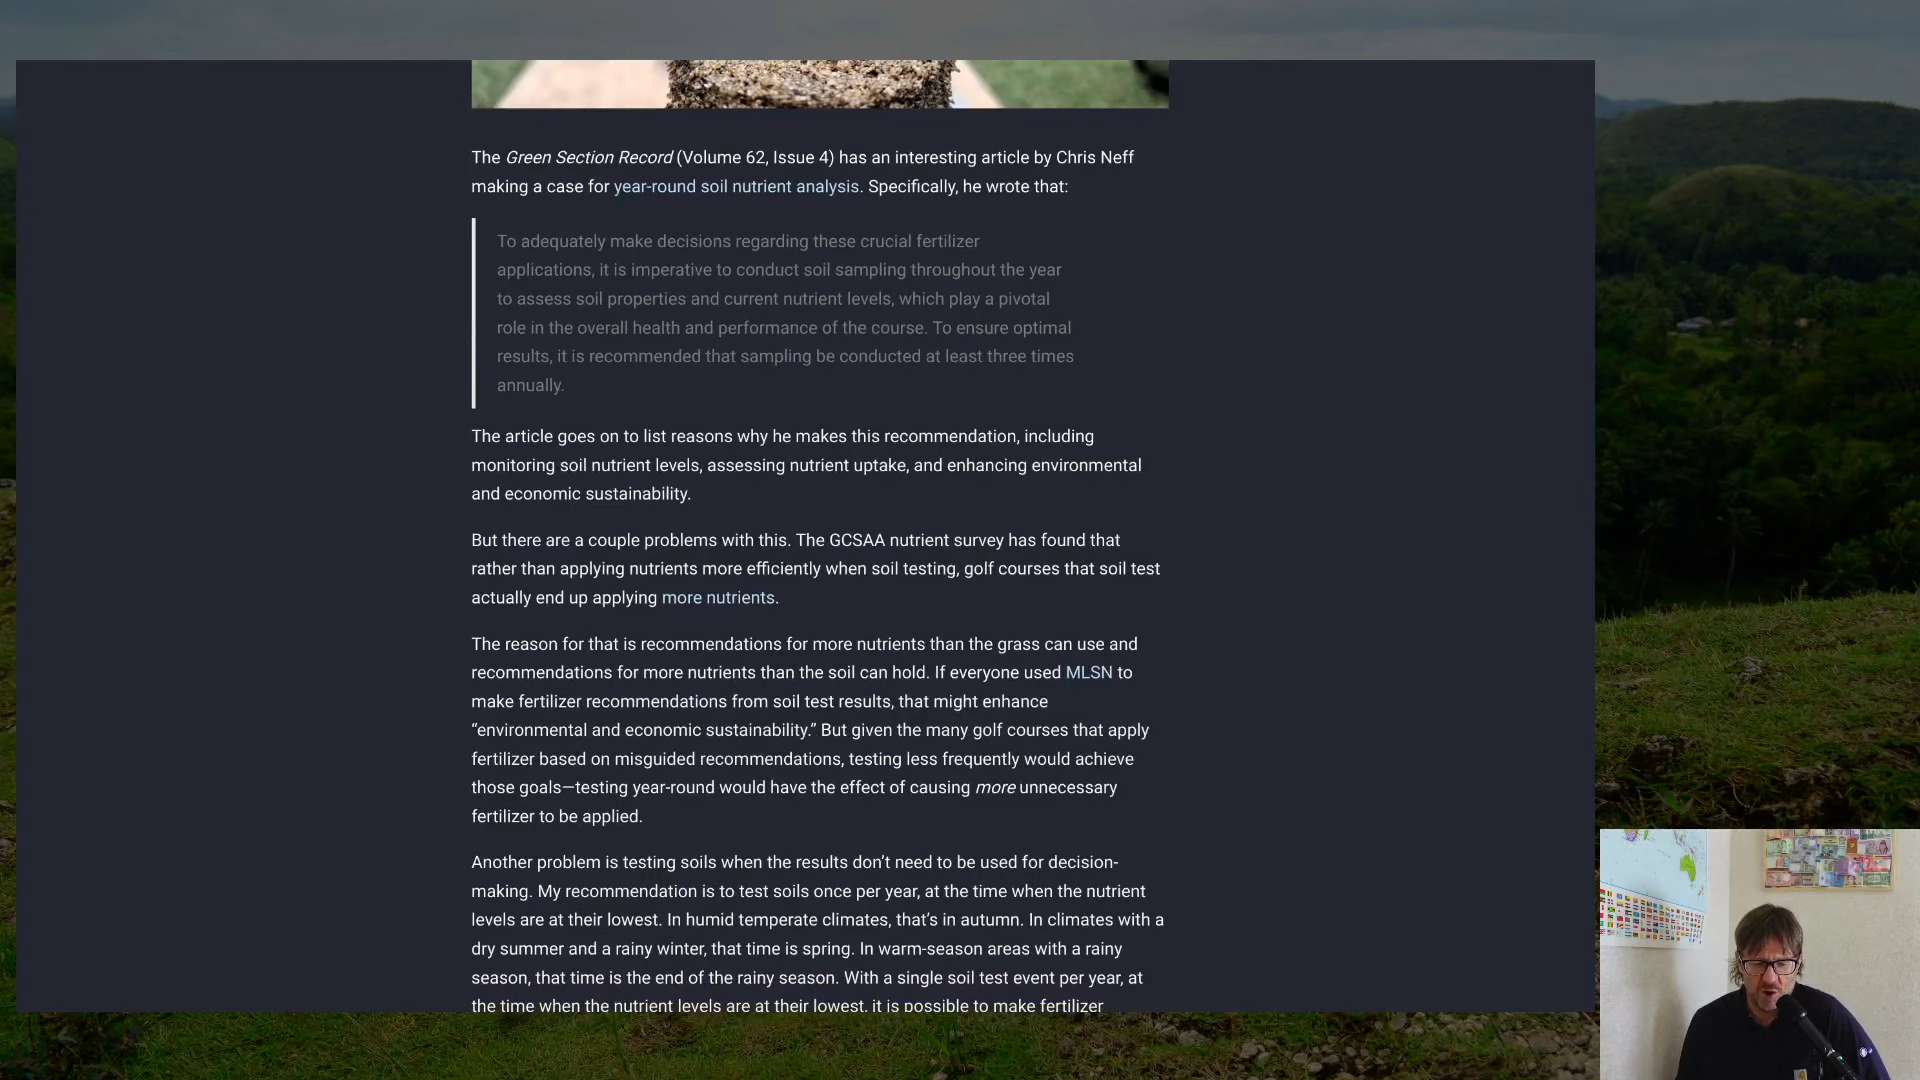 The Green Section Record (Volume 62, Issue 4) has an interesting article by Chris Neff
making a case for year-round soil nutrient analysis. Specifically, he wrote that:
To adequately make decisions regarding these crucial fertilizer
applications, it is imperative to conduct soil sampling throughout the year
to assess soil properties and current nutrient levels, which play a pivotal
role in the overall health and performance of the course. To ensure optimal
results, it is recommended that sampling be conducted at least three times
annually.
The article goes on to list reasons why he makes this recommendation, including
monitoring soil nutrient levels, assessing nutrient uptake, and enhancing environmental
and economic sustainability.
But there are a couple problems with this. The GCSAA nutrient survey has found that
rather than applying nutrients more efficiently when soil testing, golf courses that soil test
actually end up applying more nutrients.
The reason for that is recommendations for more nutrients than the grass can use and
recommendations for more nutrients than the soil can hold. If everyone used MLSN to
make fertilizer recommendations from soil test results, that might enhance
“environmental and economic sustainability.” But given the many golf courses that apply
fertilizer based on misguided recommendations, testing less frequently would achieve
those goals—testing year-round would have the effect of causing more unnecessary
fertilizer to be applied.
Another problem is testing soils when the results don’t need to be used for decision-
making. My recommendation is to test soils once per year, at the time when the nutrient
levels are at their lowest. In humid temperate climates, that’s in autumn. In climates with a
dry summer and a rainy winter, that time is spring. In warm-season areas with a rainy
season, that time is the end of the rainy season. With a single soil test event per year, at
the time when the nutrient levels are at their lowest, it is possible to make fertilizer